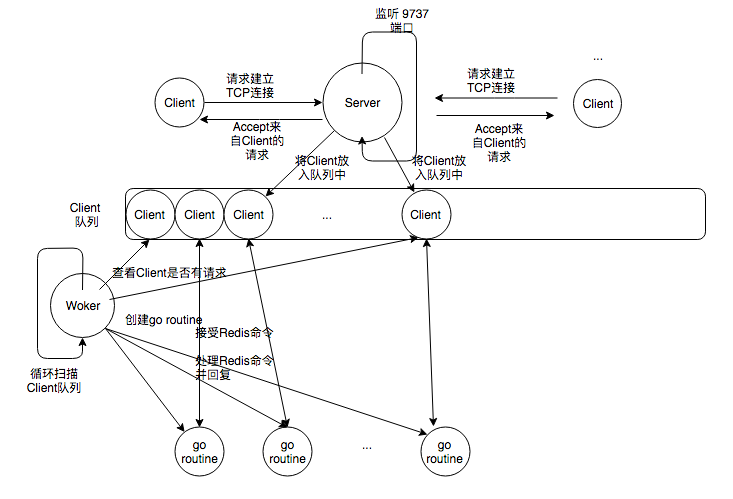 监听 9737
端口
...
请求建立
TCP连接
请求建立
TCP连接
Client
Server
Client
Accept来
自Client的
请求
Accept来
自Client的
请求
将Client放
入队列中
将Client放
入队列中
Client
队列
Client
Client
Client
...
Client
查看Client是否有请求
Woker
创建go routine
接受Redis命令
处理Redis命令
并回复
循环扫描
Client队列
go
routine
go
routine
...
go
routine